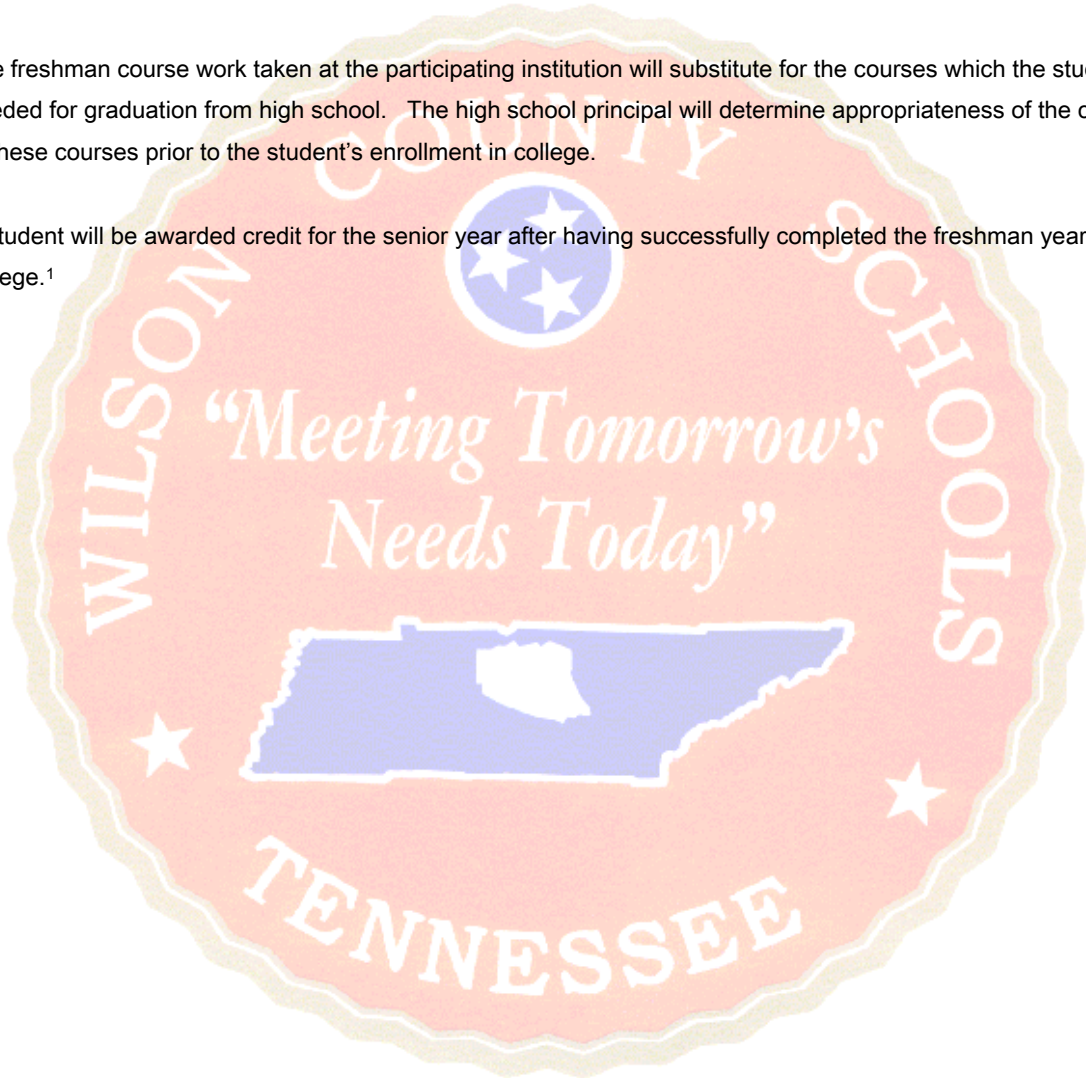 e freshman course work taken at the participating institution will substitute for the courses which the stu
eded for graduation from high school. The high school principal will determine appropriateness of the c
hese courses prior to the student’s enrollment in college.
tudent will be awarded credit for the senior year after having successfully completed the freshman year
ege.1
WILSON COUNTY SCHOOLS
“Meeting Tomorrow's
Needs Today”
TENNESSEE